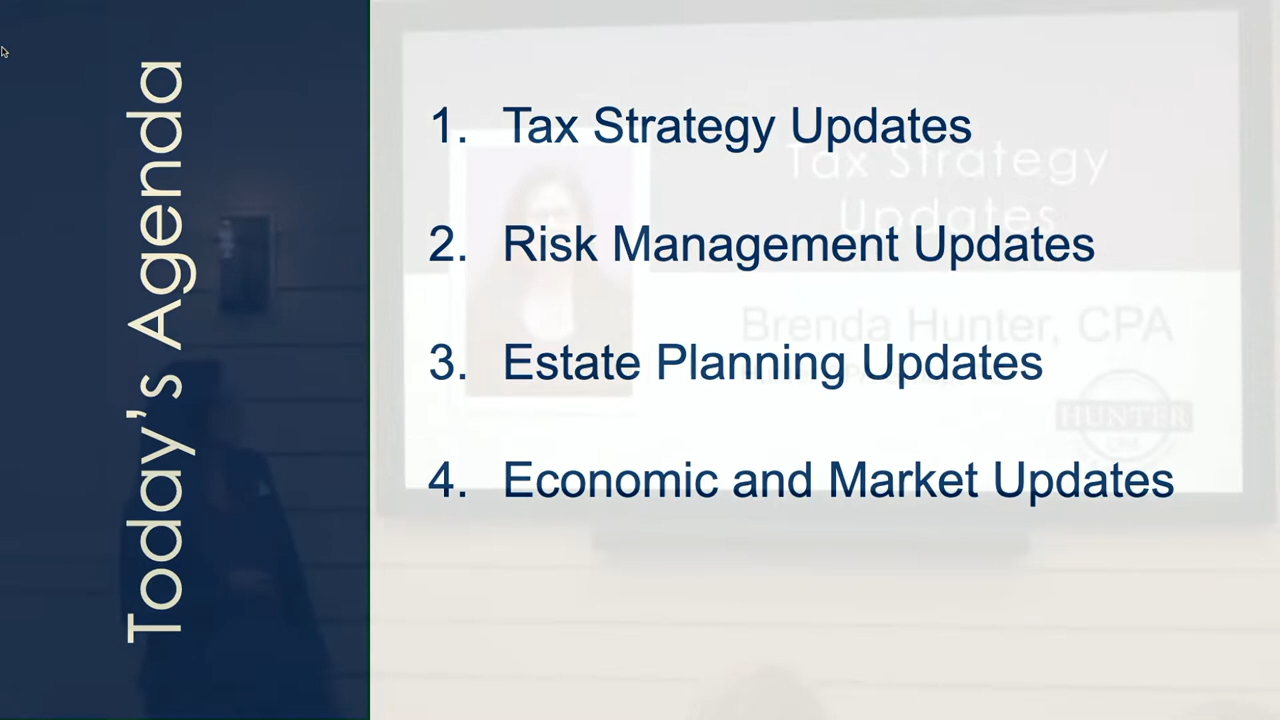 Today's Agenda
1. Tax Strategy Updates
2. Risk Management Updates
3. Estate Planning Updates
4. Economic and Market Updates
Tax Strategy
Updates
Brenda Hunter, CPA
HUNTER